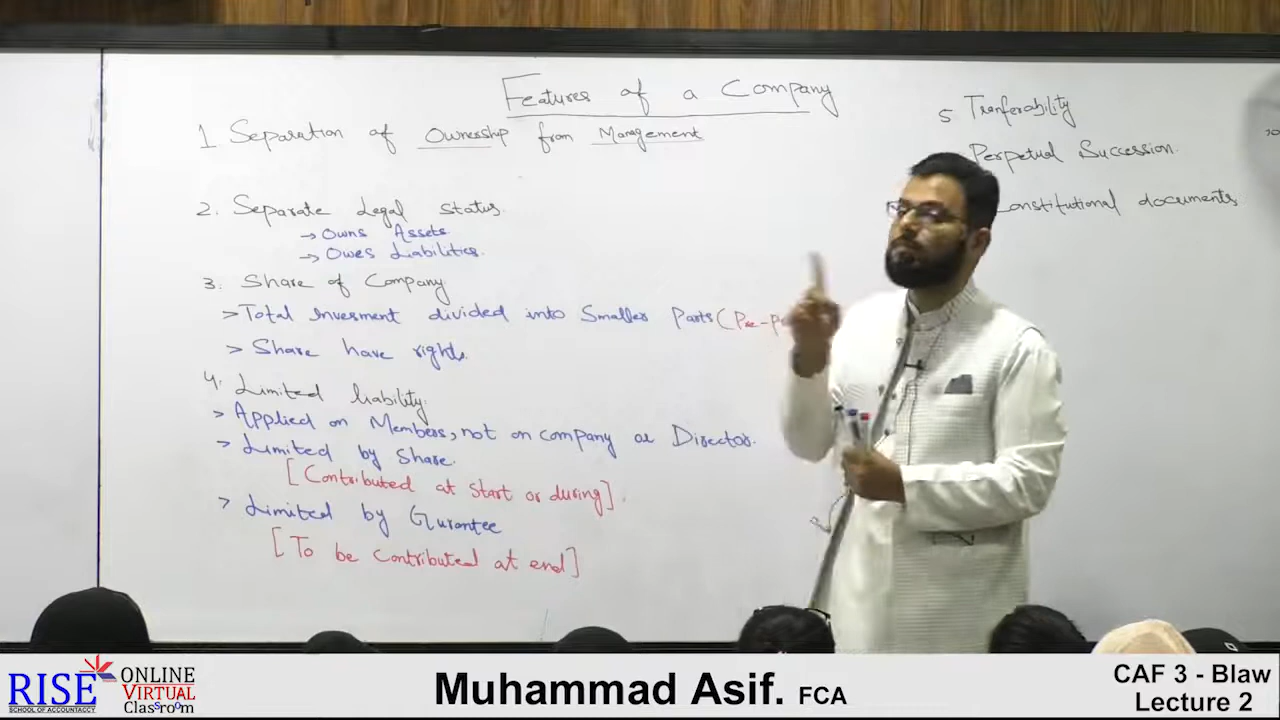 Features of a Company
1 Separation of Ownership from Management
2. Separate Legal Status.
→ Owns Assets
→ Owes Liabilities.
3. Share of Company
> Total Invesment divided into Smaller Parts (
> Share have rights.
4. Limited liability.
> Applied on Members, not on company or Director.
> Limited by Share.
[Contributed at Start or during].
> Limited by Gurantee
[To be Contributed at end]
5 Tranferability
Perpetual Succession.
onstitutional documents
RISE
SCHOOL OF ACCOUNTACCY
ONLINE
VIRTUAL
Classroom
Muhammad Asif. FCA
CAF 3 - Blaw
Lecture 2